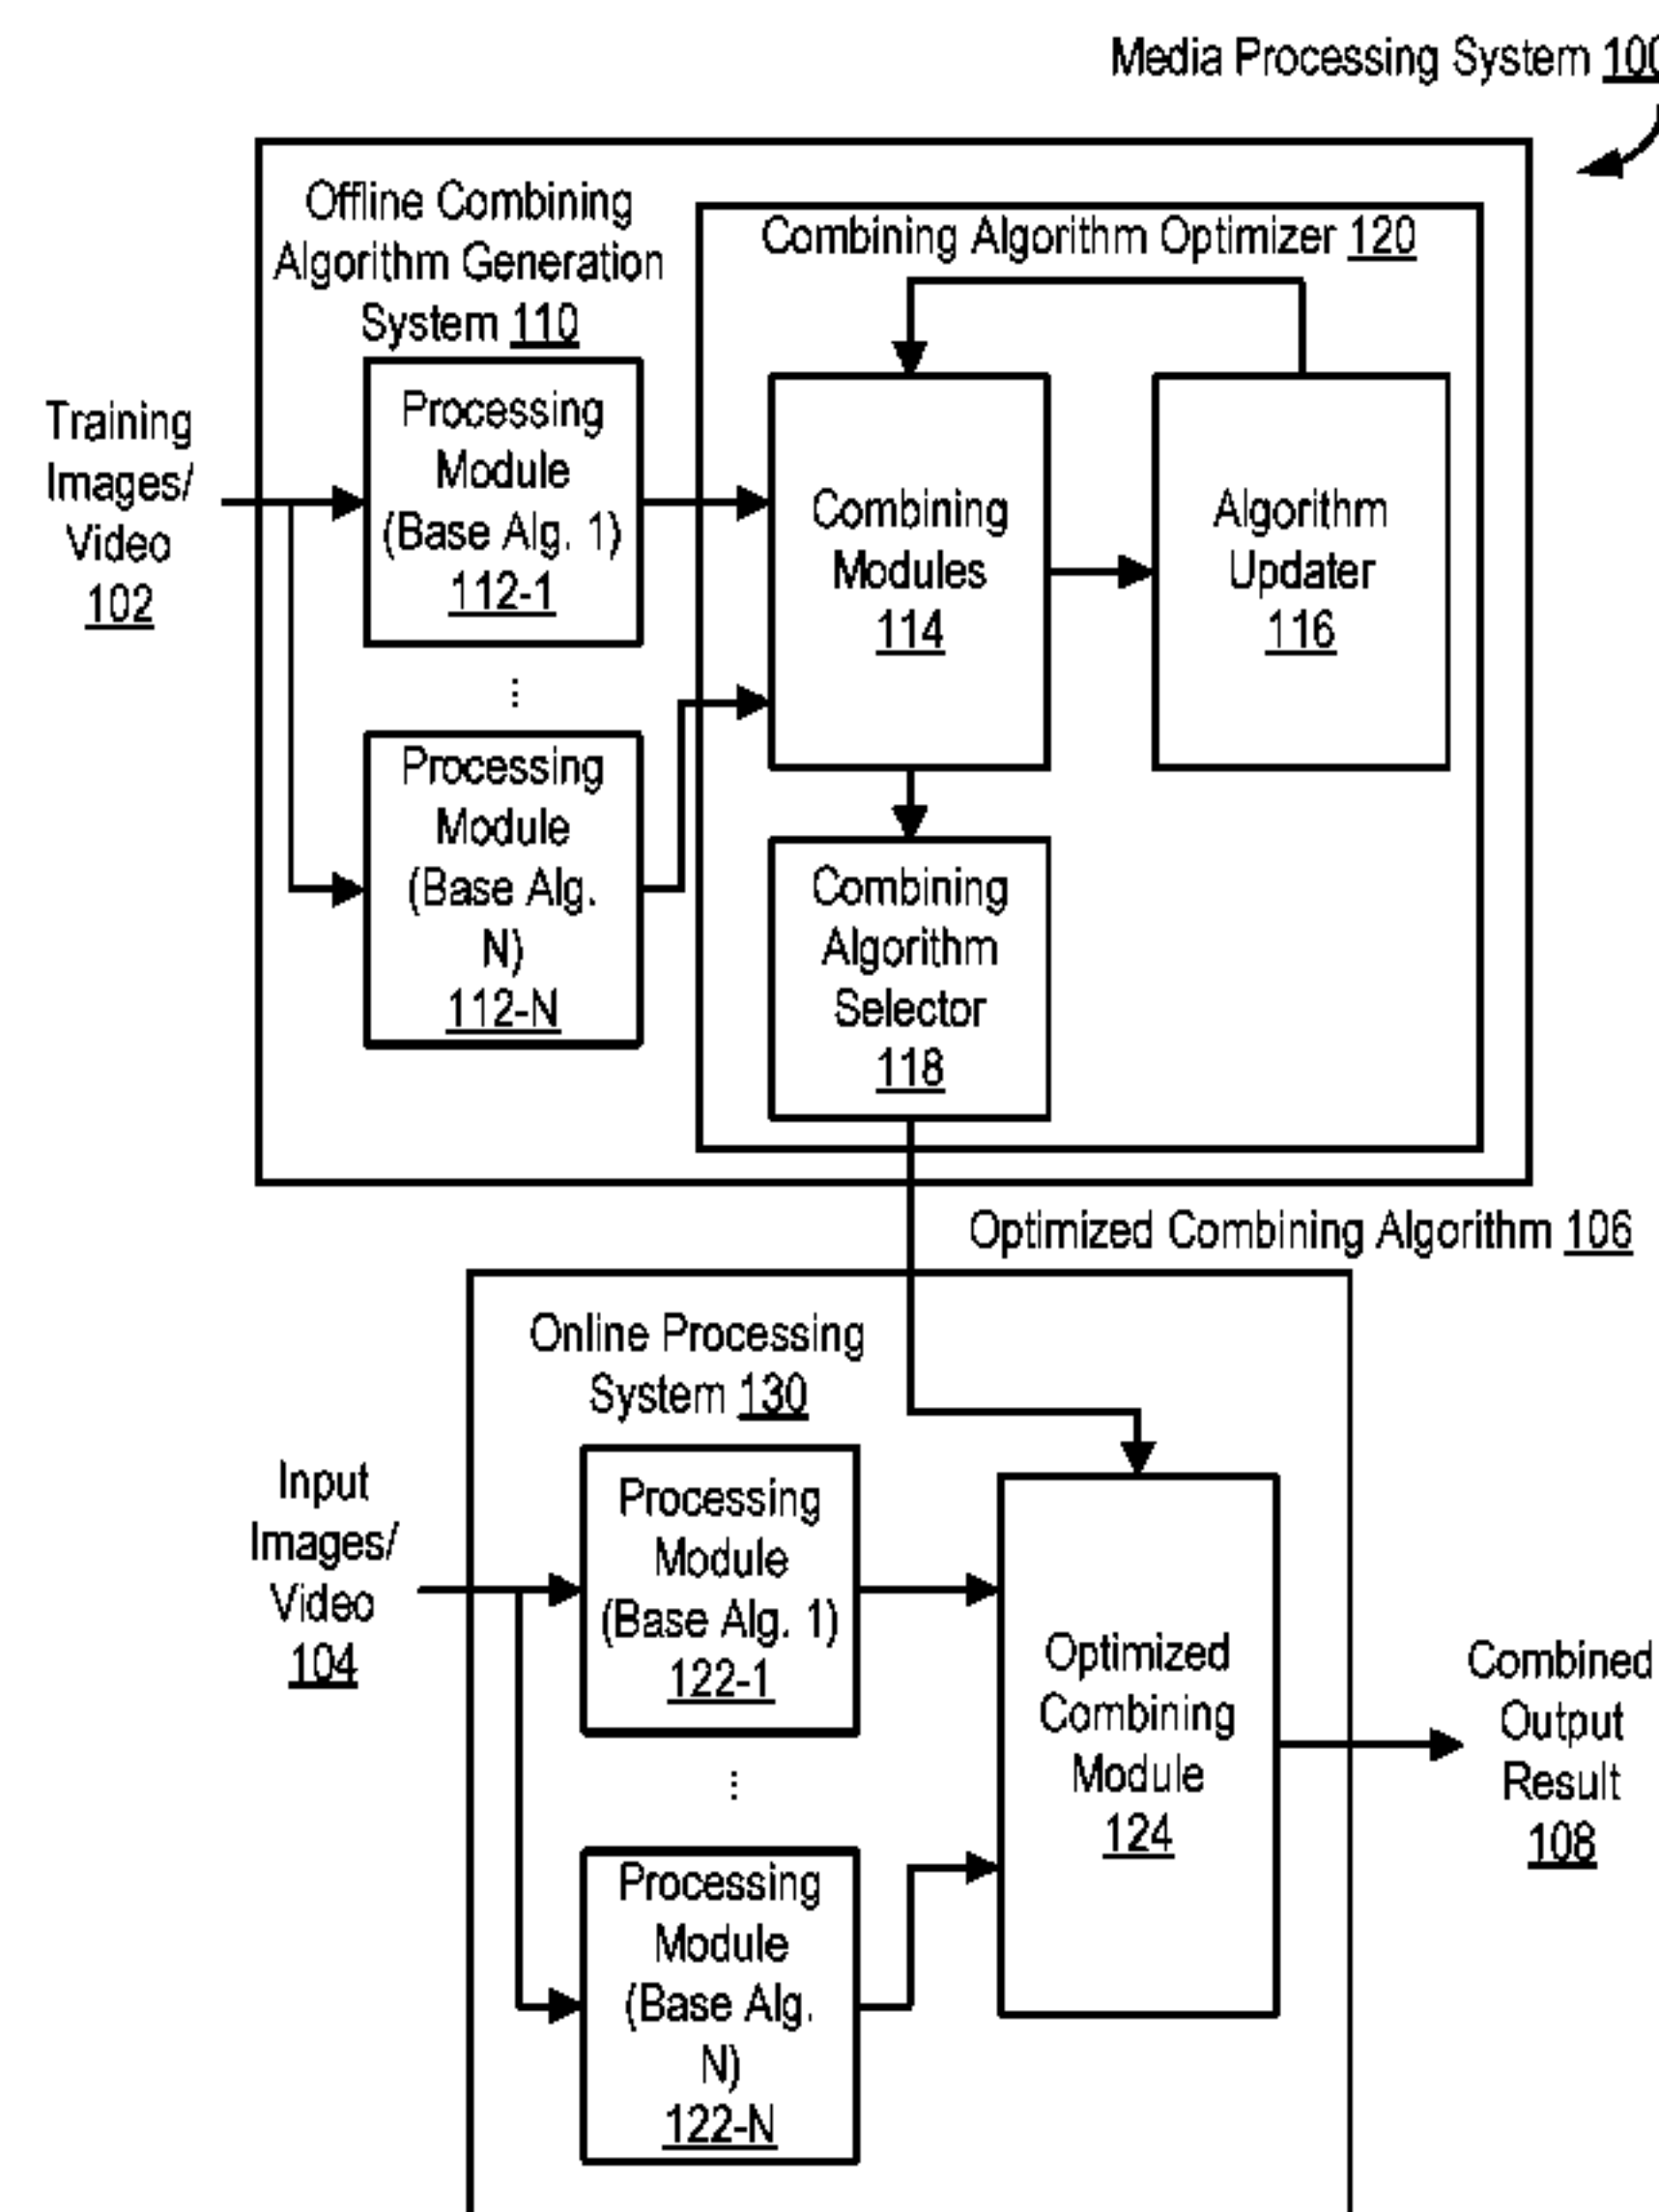 Media Processing System 100
Offline Combining
Algorithm Generation
System 110
Combining Algorithm Optimizer 120
Training
Images/
Video
102
Processing
Module
(Base Alg. 1)
112-1
...
Processing
Module
(Base Alg.
N)
112-N
Combining
Modules
114
Algorithm
Updater
116
Combining
Algorithm
Selector
118
Optimized Combining Algorithm 106
Online Processing
System 130
Input
Images/
Video
104
Processing
Module
(Base Alg. 1)
122-1
...
Processing
Module
(Base Alg.
N)
122-N
Optimized
Combining
Module
124
Combined
Output
Result
108